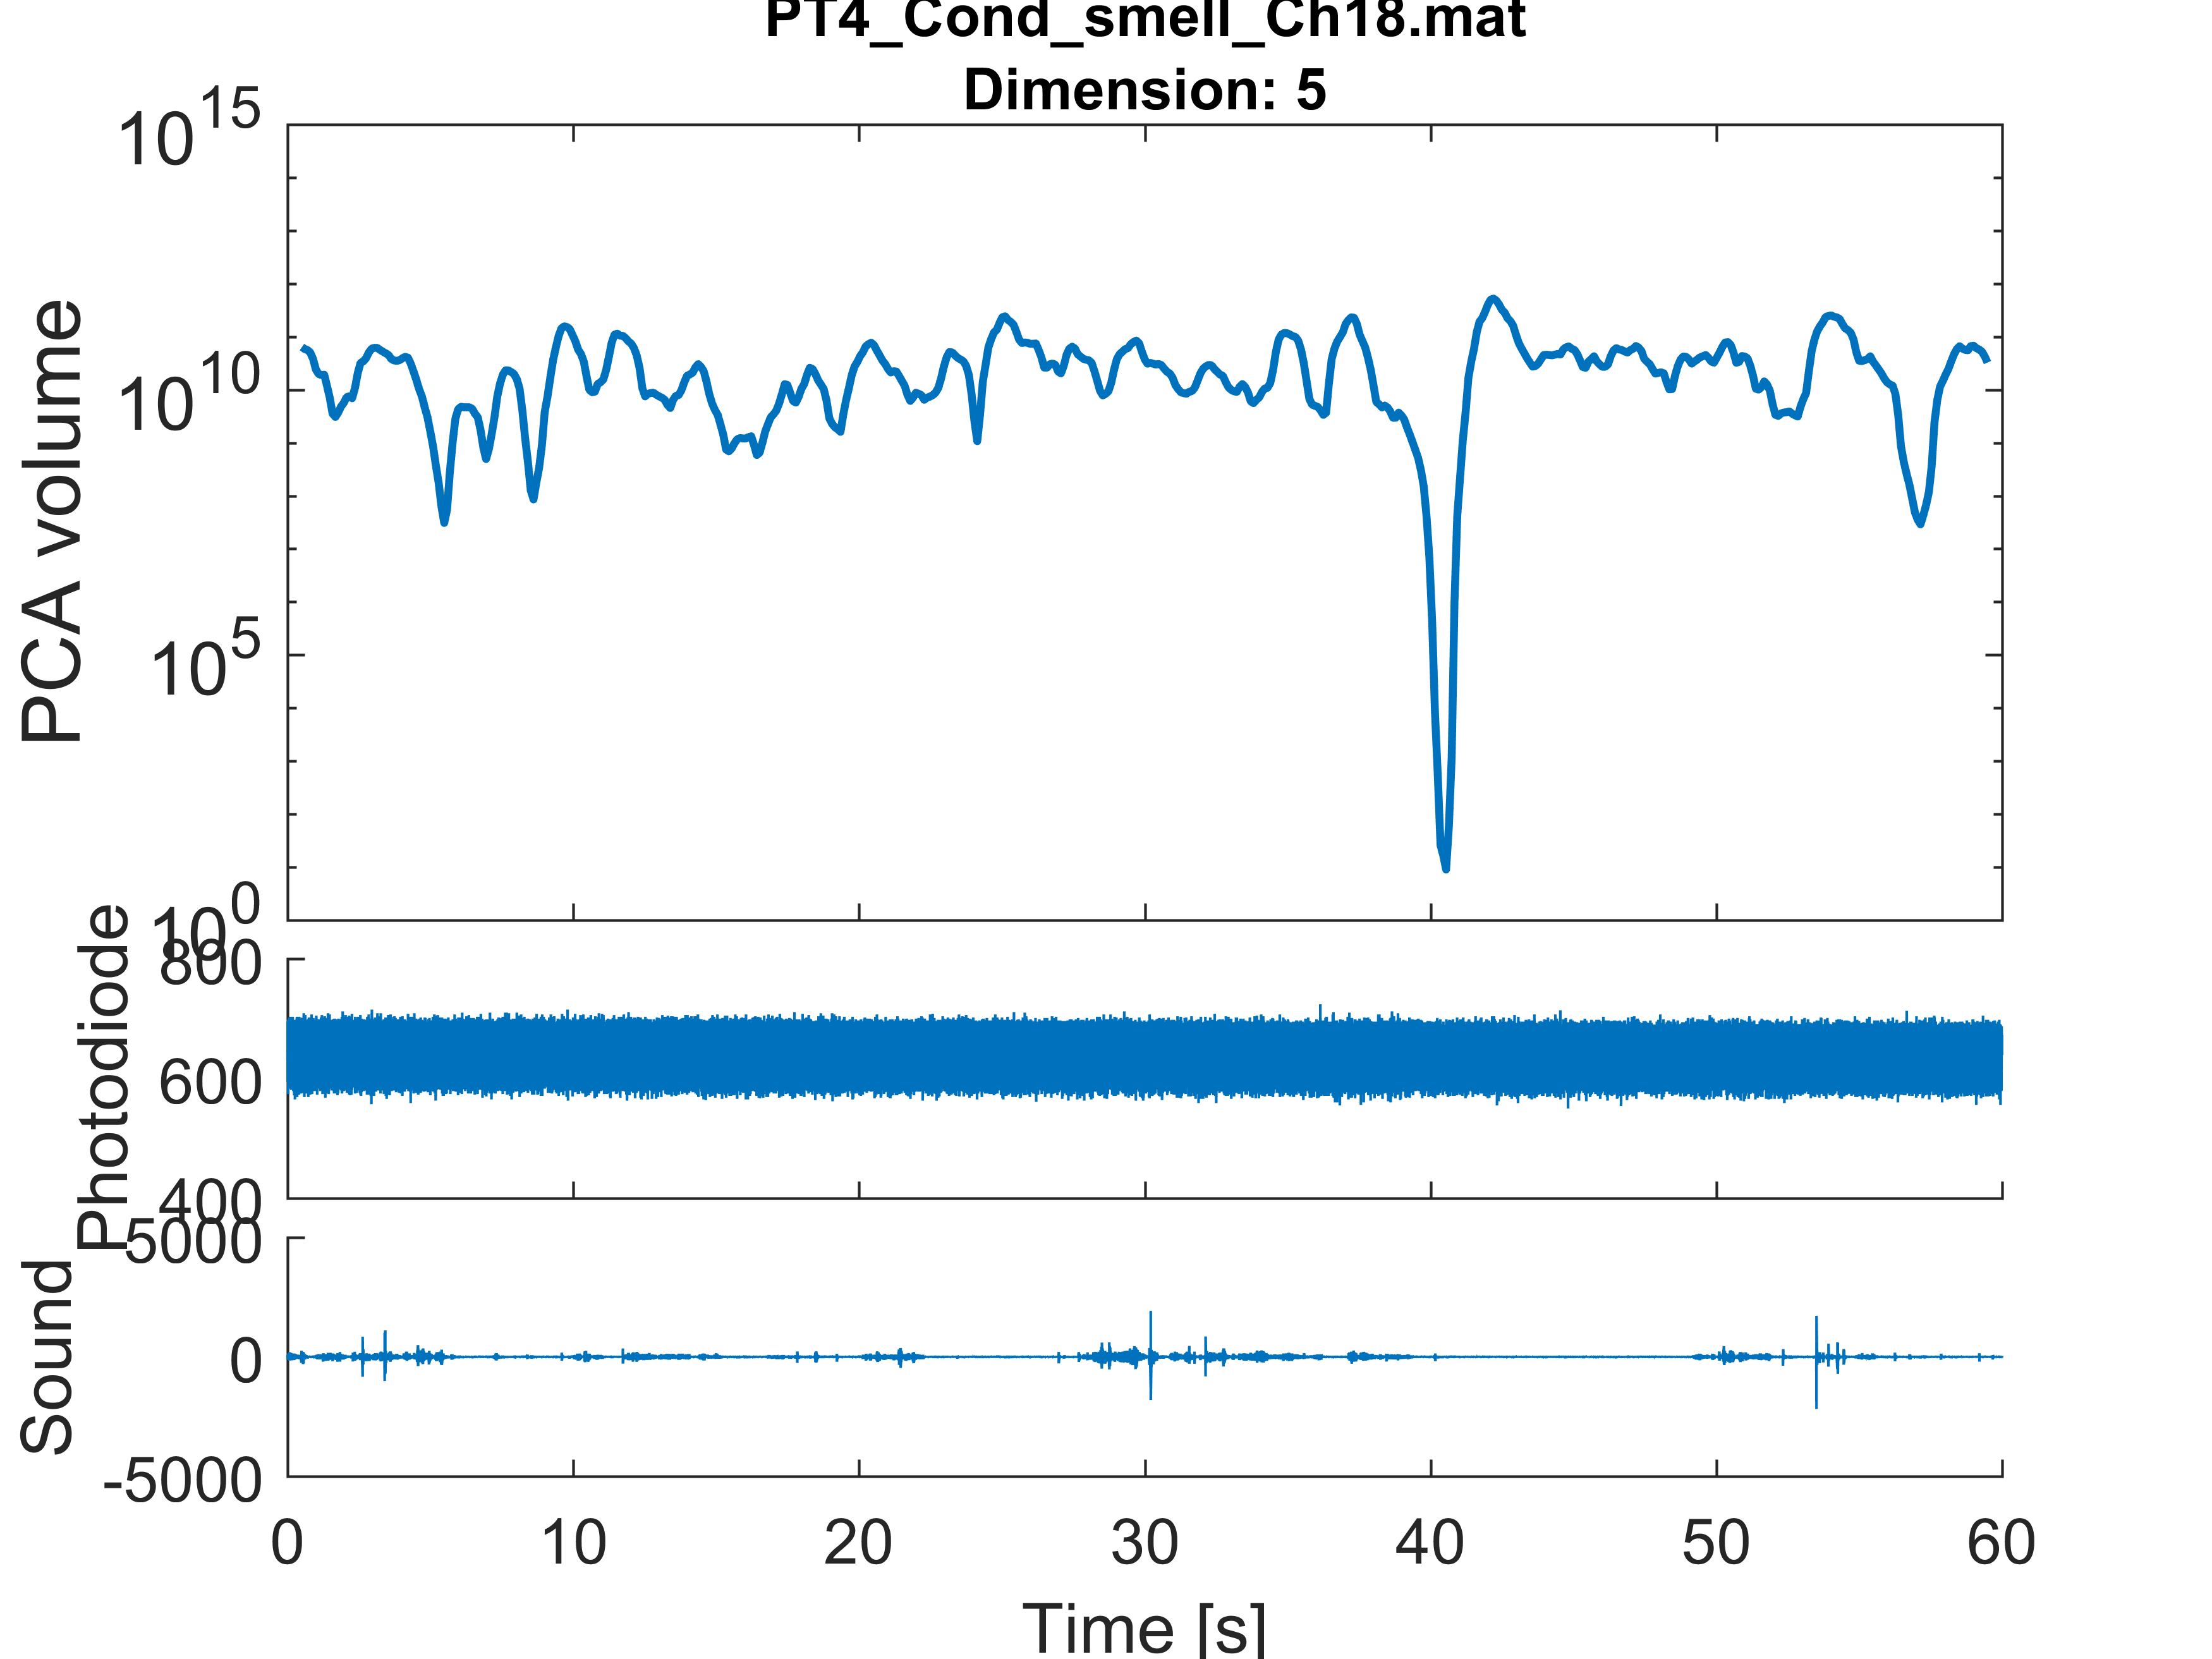 PT4_Cond_smell_Ch18.mat
Dimension: 5
10^15
10^10
10^5
10^0
PCA volume
800
600
400
Photodiode
5000
0
-5000
Sound
0 10 20 30 40 50 60
Time [s]